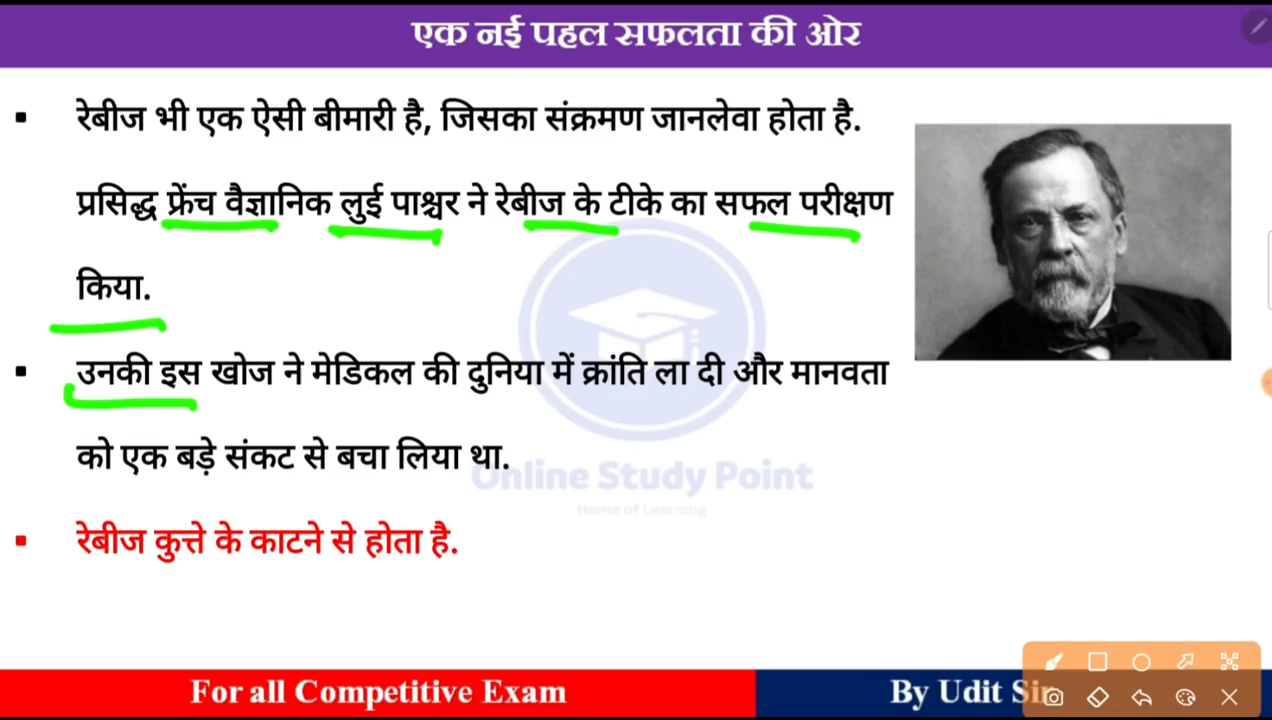 एक नई पहल सफलता की ओर
▪ रेबीज भी एक ऐसी बीमारी है, जिसका संक्रमण जानलेवा होता है.
प्रसिद्ध फ्रेंच वैज्ञानिक लुई पाश्चर ने रेबीज के टीके का सफल परीक्षण
किया.
▪ उनकी इस खोज ने मेडिकल की दुनिया में क्रांति ला दी और मानवता
को एक बड़े संकट से बचा लिया था.
Online Study Point
Home of Learning
▪ रेबीज कुत्ते के काटने से होता है.
For all Competitive Exam
By Udit Sir